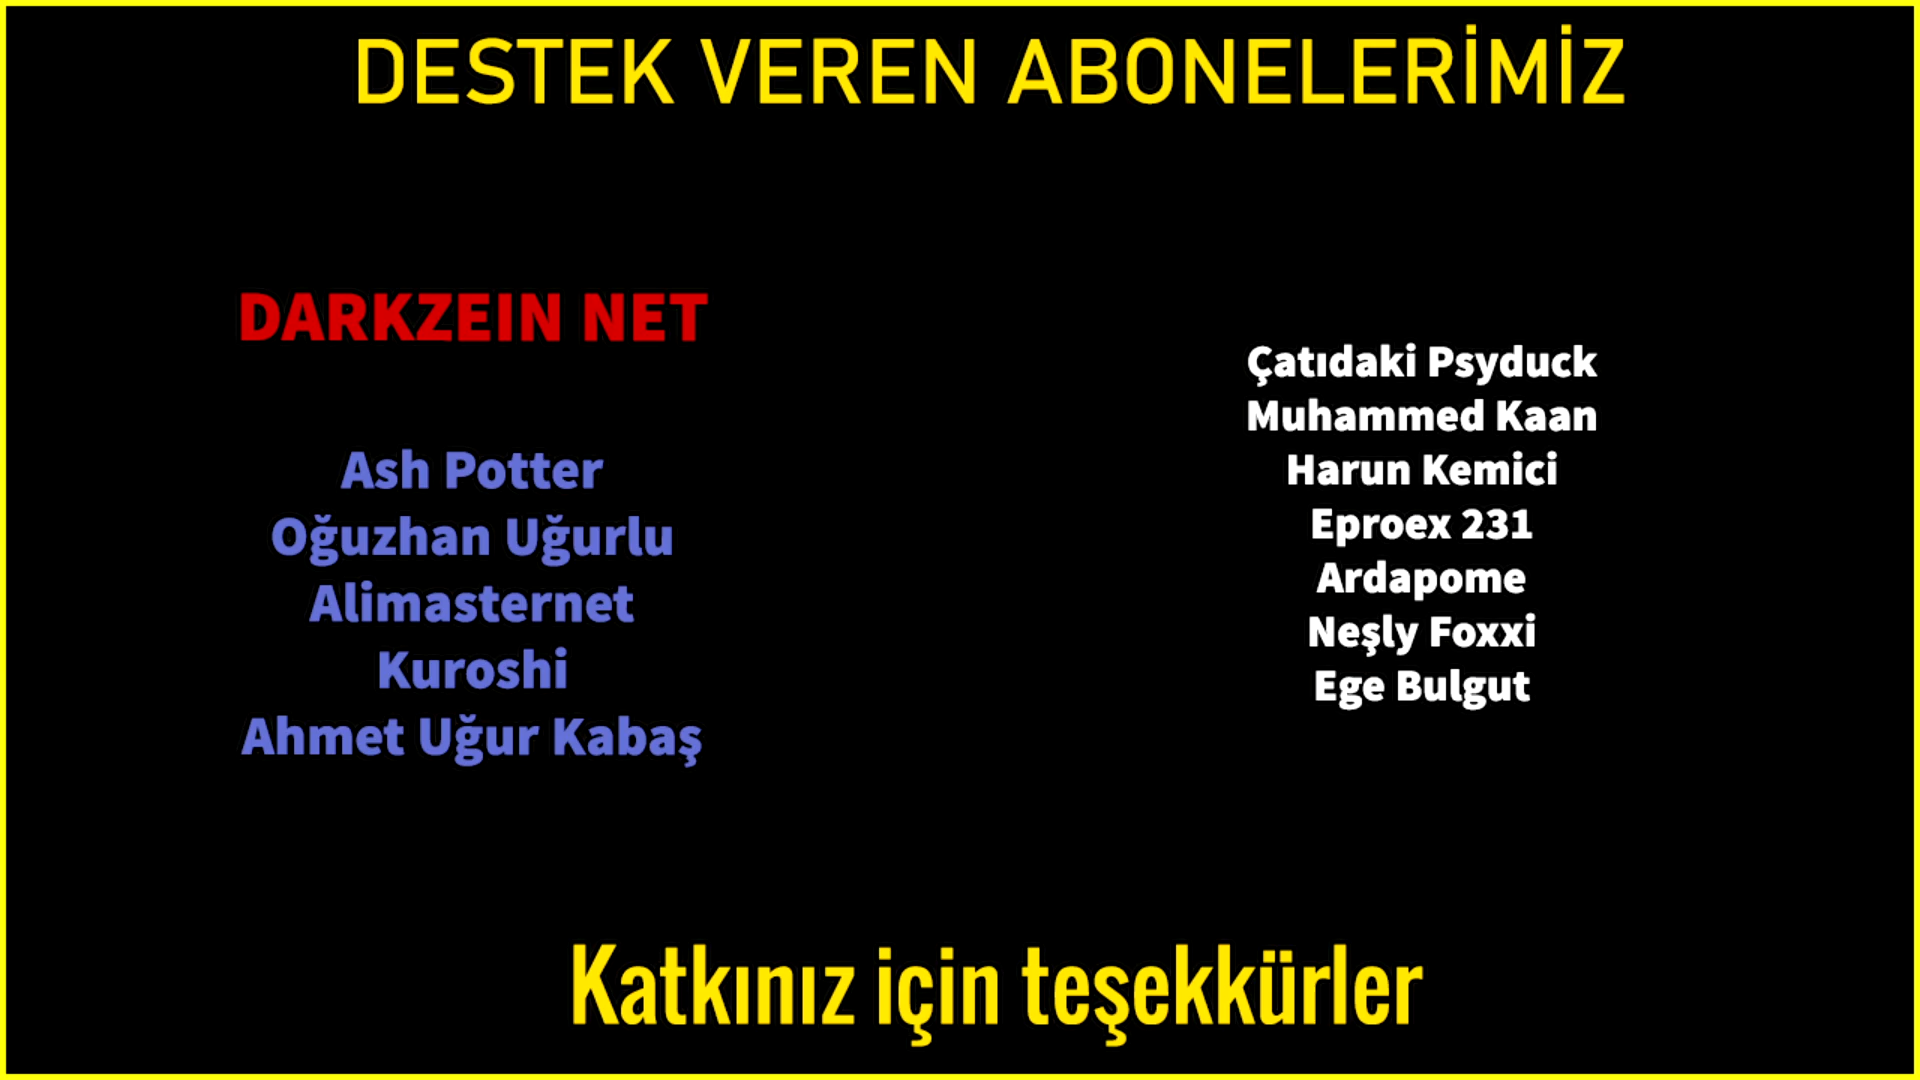 DESTEK VEREN ABONELERİMİZ
DARKZEIN NET
Ash Potter
Oğuzhan Uğurlu
Alimasternet
Kuroshi
Ahmet Uğur Kabaş
Çatıdaki Psyduck
Muhammed Kaan
Harun Kemici
Eproex 231
Ardapome
Neşly Foxxi
Ege Bulgut
Katkınız için teşekkürler